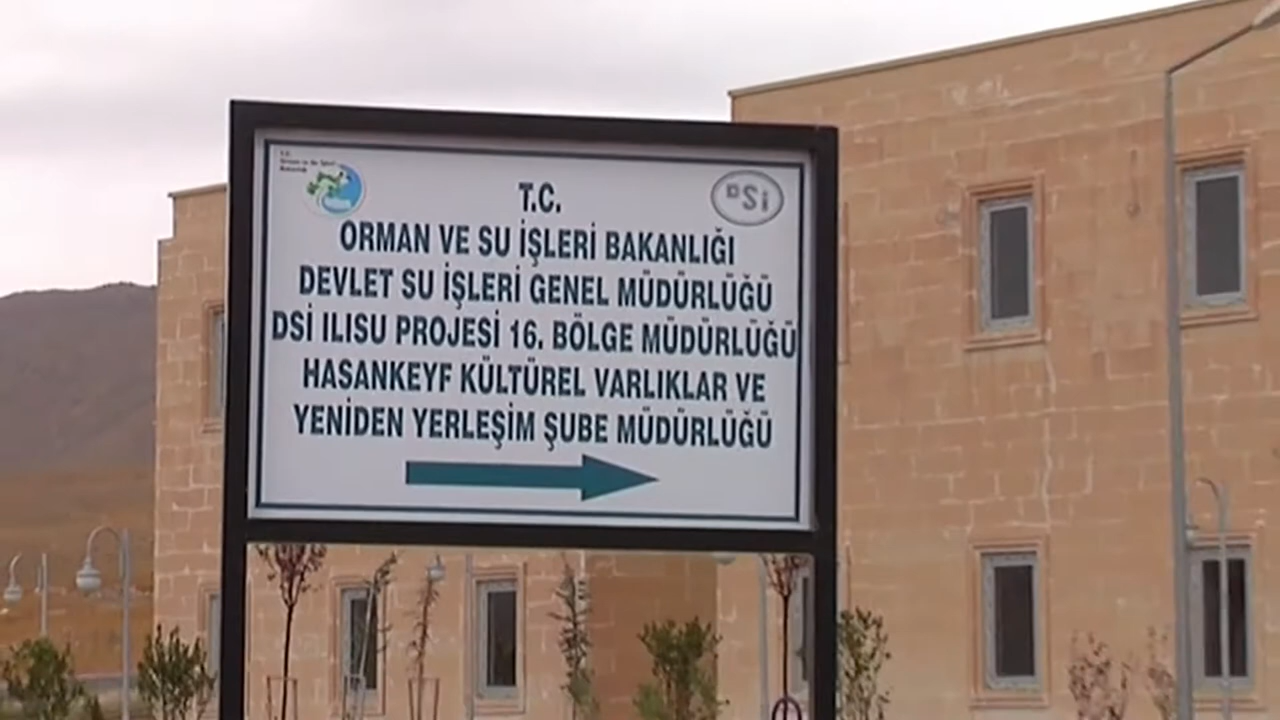 T.C.
DSİ
T.C.
ORMAN VE SU İŞLERİ BAKANLIĞI
DEVLET SU İŞLERİ GENEL MÜDÜRLÜĞÜ
DSİ ILISU PROJESİ 16. BÖLGE MÜDÜRLÜĞÜ
HASANKEYF KÜLTÜREL VARLIKLAR VE
YENİDEN YERLEŞİM ŞUBE MÜDÜRLÜĞÜ